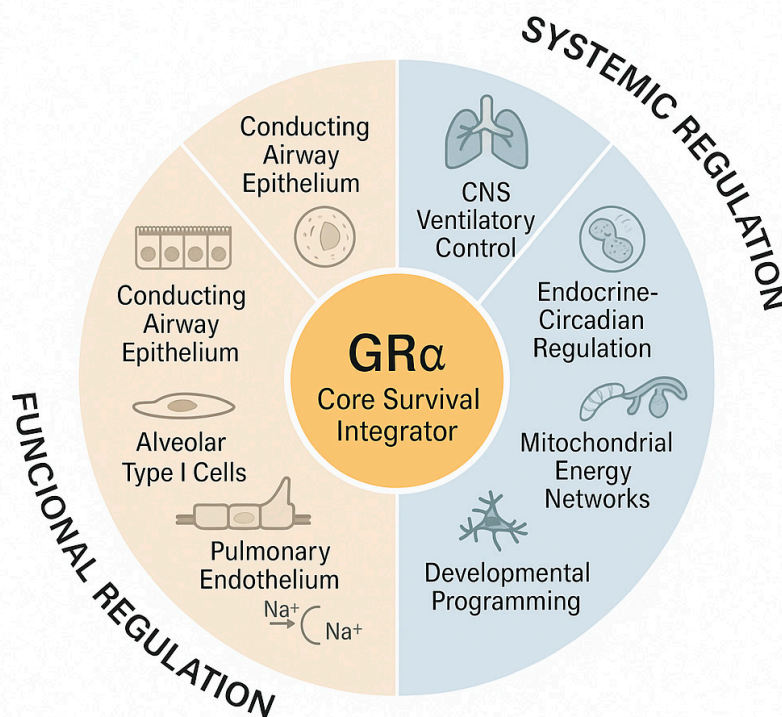 SYSTEMIC REGULATION
Conducting
Airway
Epithelium
CNS
Ventilatory
Control
Conducting
Airway
Epithelium
Endocrine-
Circadian
Regulation
GRα
Core Survival
Integrator
Alveolar
Type I Cells
Mitochondrial
Energy
Networks
Pulmonary
Endothelium
Na⁺
Na⁺
Developmental
Programming
FUNCIONAL REGULATION